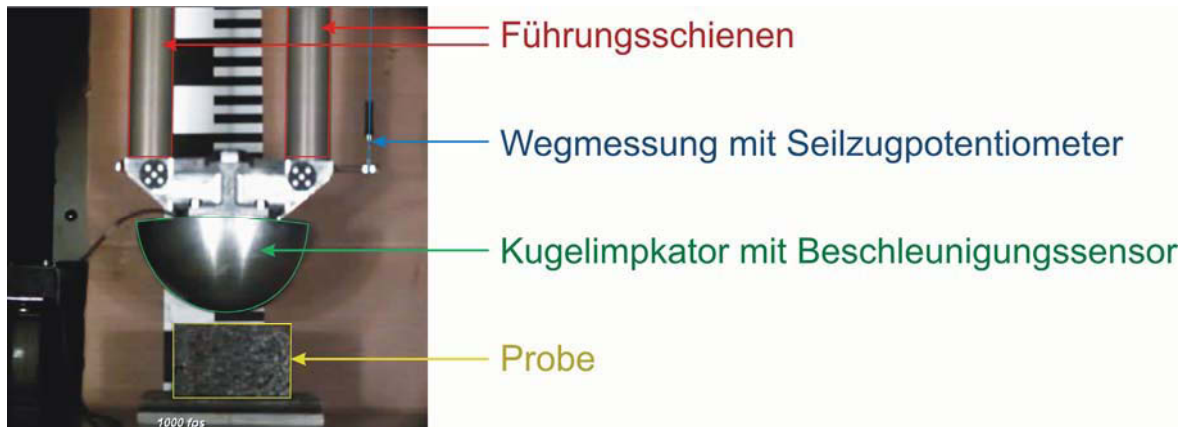 Führungsschienen
Wegmessung mit Seilzugpotentiometer
Kugelimpkator mit Beschleunigungssensor
Probe
1000 fps